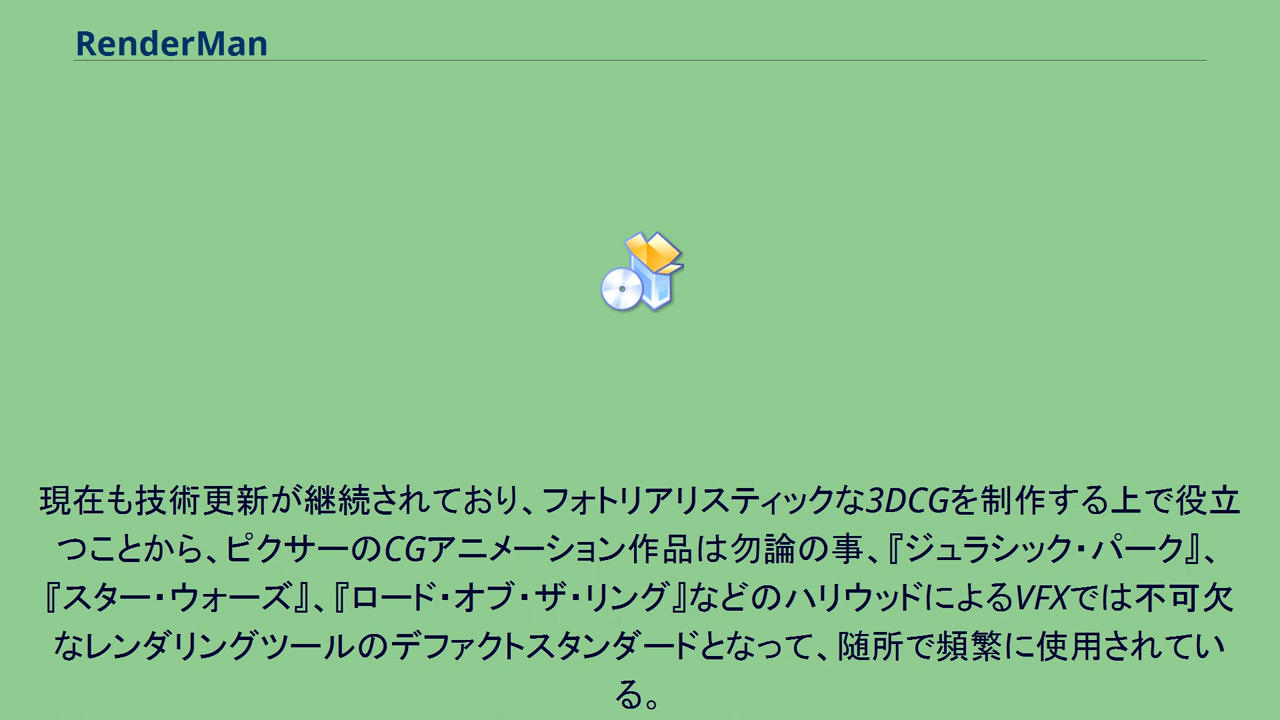 RenderMan
現在も技術更新が継続されており、フォトリアリスティックな3DCGを制作する上で役立
つことから、ピクサーのCGアニメーション作品は勿論の事、『ジュラシック・パーク』、
『スター・ウォーズ』、『ロード・オブ・ザ・リング』などのハリウッドによるVFXでは不可欠
なレンダリングツールのデファクトスタンダードとなって、随所で頻繁に使用されてい
る。